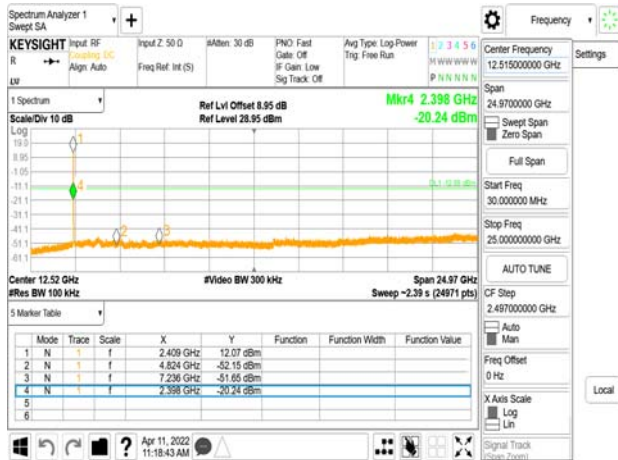 Spectrum Analyzer 1
Swept SA
Frequency
KEYSIGHT
Input: RF
Coupling: DC
Align: Auto
Input Z: 50 Ω
Freq Ref: Int (S)
#Atten: 30 dB
PNO: Fast
Gate: Off
IF Gain: Low
Sig Track: Off
Avg Type: Log-Power
Trig: Free Run
1 2 3 4 5 6
M W W W W W
P N N N N N
R
LXI
1 Spectrum
Scale/Div 10 dB
Ref Lvl Offset 8.95 dB
Ref Level 28.95 dBm
Mkr4 2.398 GHz
-20.24 dBm
Log
19.0
8.95
-1.05
-11.1
-21.1
-31.1
-41.1
-51.1
-61.1
1
4
2
3
Center 12.52 GHz
#Res BW 100 kHz
#Video BW 300 kHz
Span 24.97 GHz
Sweep ~2.39 s (24971 pts)
5 Marker Table
Mode Trace Scale X Y Function Function Width Function Value
1 N 1 f 2.409 GHz 12.07 dBm
2 N 1 f 4.824 GHz -52.15 dBm
3 N 1 f 7.236 GHz -51.65 dBm
4 N 1 f 2.398 GHz -20.24 dBm
5
6
Apr 11, 2022
11:18:43 AM
Center Frequency
12.515000000 GHz
Span
24.9700000 GHz
Swept Span
Zero Span
Full Span
Start Freq
30.000000 MHz
Stop Freq
25.000000000 GHz
AUTO TUNE
CF Step
2.497000000 GHz
Auto
Man
Freq Offset
0 Hz
X Axis Scale
Log
Lin
Signal Track
(Span Zoom)
Settings
Local